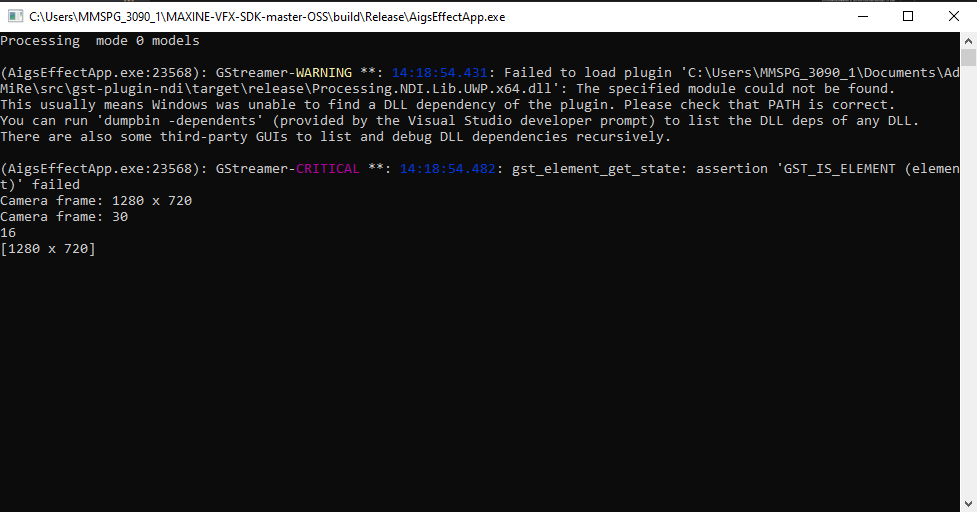 C:\Users\MMSPG_3090_1\MAXINE-VFX-SDK-master-OSS\build\Release\AigsEffectApp.exe
Processing  mode 0 models
(AigsEffectApp.exe:23568): GStreamer-WARNING **: 14:18:54.431: Failed to load plugin 'C:\Users\MMSPG_3090_1\Documents\Ad
MiRe\src\gst-plugin-ndi\target\release\Processing.NDI.Lib.UWP.x64.dll': The specified module could not be found.
This usually means Windows was unable to find a DLL dependency of the plugin. Please check that PATH is correct.
You can run 'dumpbin -dependents' (provided by the Visual Studio developer prompt) to list the DLL deps of any DLL.
There are also some third-party GUIs to list and debug DLL dependencies recursively.
(AigsEffectApp.exe:23568): GStreamer-CRITICAL **: 14:18:54.482: gst_element_get_state: assertion 'GST_IS_ELEMENT (elemen
t)' failed
Camera frame: 1280 x 720
Camera frame: 30
16
[1280 x 720]